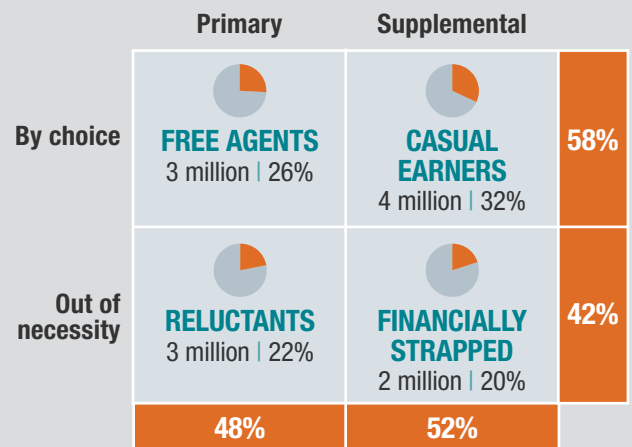 Primary
Supplemental
By choice
FREE AGENTS
3 million | 26%
CASUAL
EARNERS
4 million | 32%
58%
Out of
necessity
RELUCTANTS
3 million | 22%
FINANCIALLY
STRAPPED
2 million | 20%
42%
48%
52%